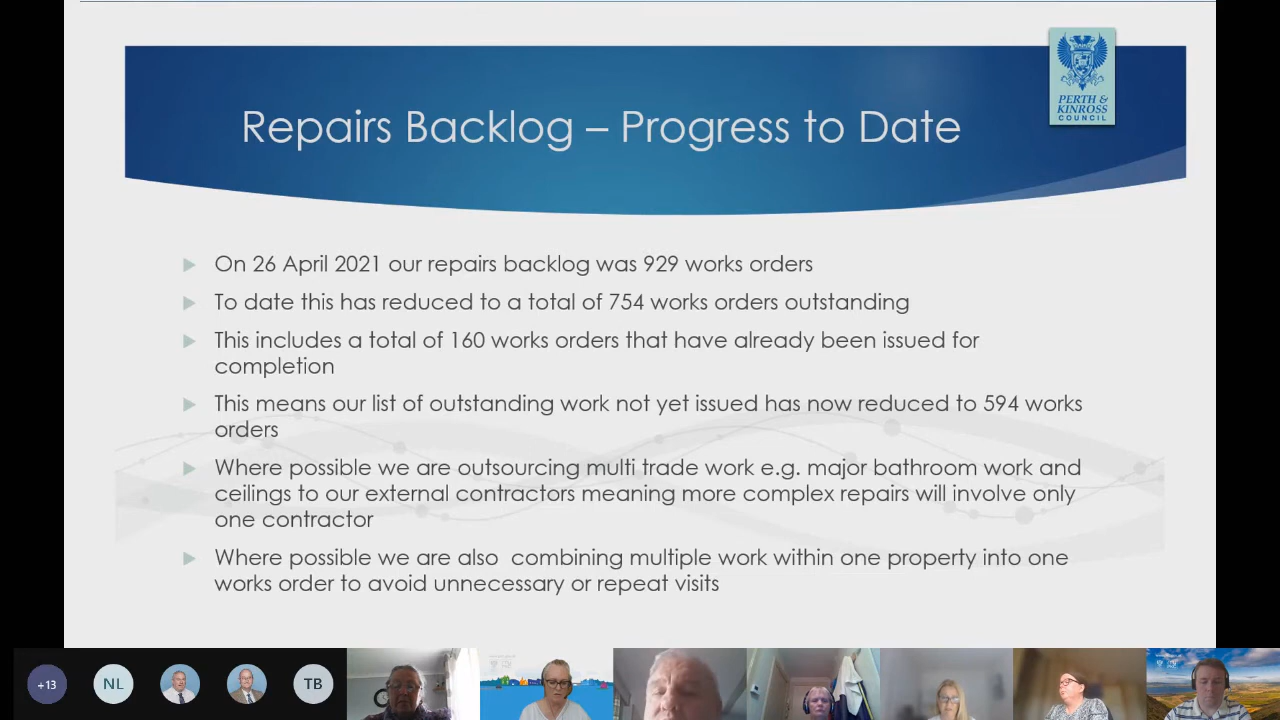 Repairs Backlog – Progress to Date
PERTH &
KINROSS
COUNCIL
On 26 April 2021 our repairs backlog was 929 works orders
To date this has reduced to a total of 754 works orders outstanding
This includes a total of 160 works orders that have already been issued for
completion
This means our list of outstanding work not yet issued has now reduced to 594 works
orders
Where possible we are outsourcing multi trade work e.g. major bathroom work and
ceilings to our external contractors meaning more complex repairs will involve only
one contractor
Where possible we are also combining multiple work within one property into one
works order to avoid unnecessary or repeat visits
+13
NL
TB